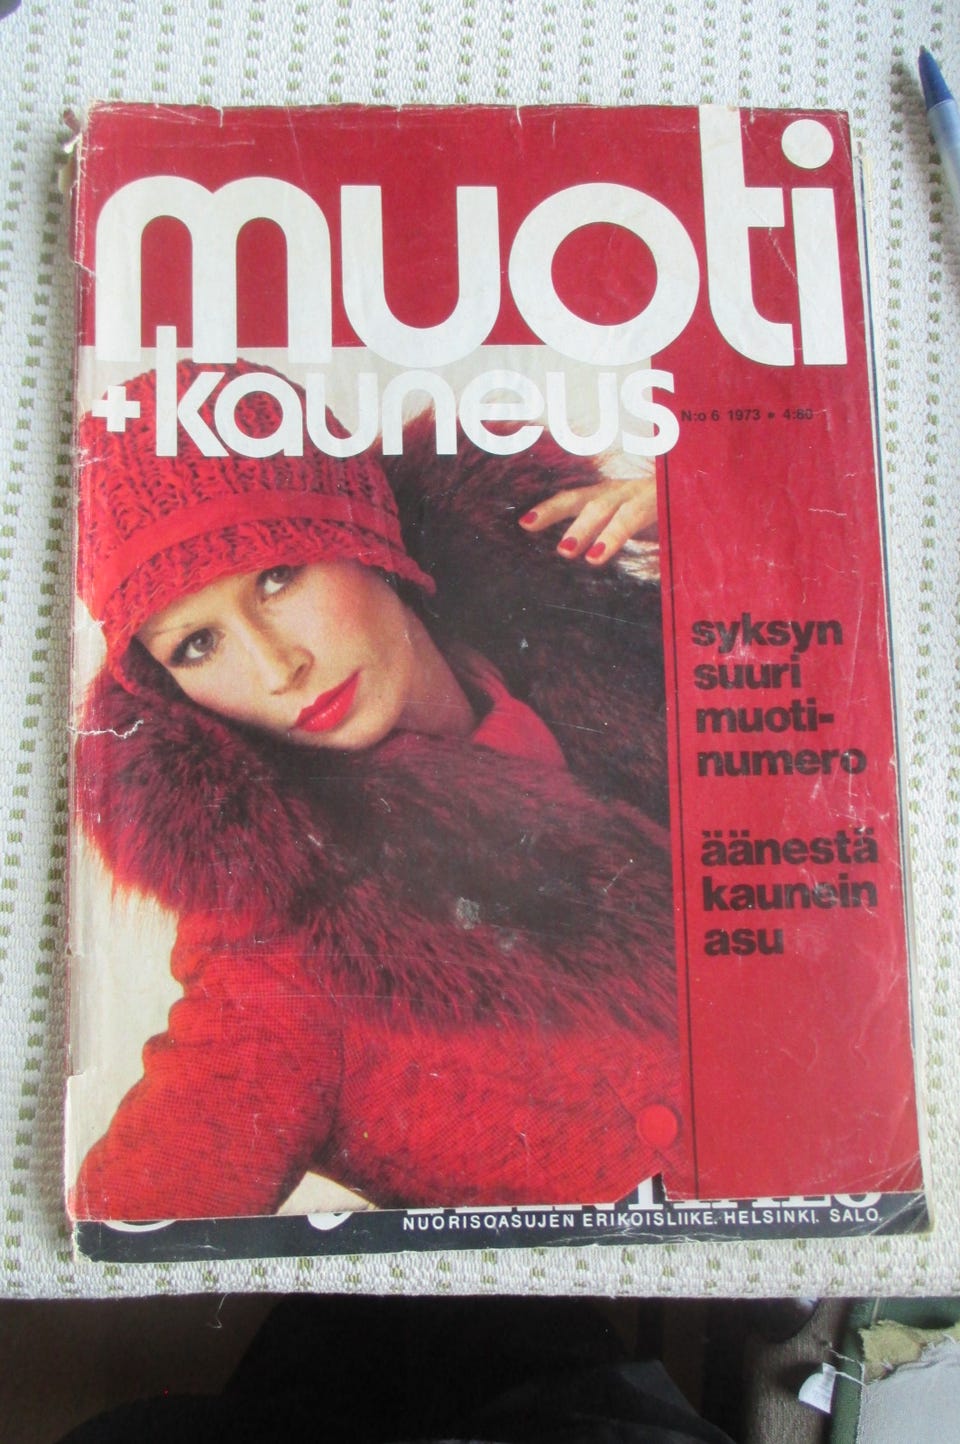 muoti
+kauneus
N:o 6 1973 • 4:80
syksyn
suuri
muoti-
numero
äänestä
kaunein
asu
NUORISOASUJEN ERIKOISLIIKE. HELSINKI. SALO.